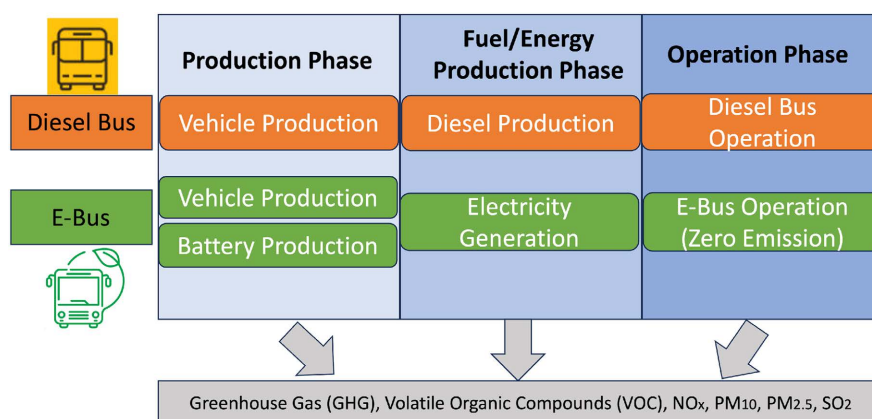 Production Phase
Fuel/Energy
Production Phase
Operation Phase
Diesel Bus
Vehicle Production
Diesel Production
Diesel Bus
Operation
E-Bus
Vehicle Production
Battery Production
Electricity
Generation
E-Bus Operation
(Zero Emission)
Greenhouse Gas (GHG), Volatile Organic Compounds (VOC), NOx, PM10, PM2.5, SO2